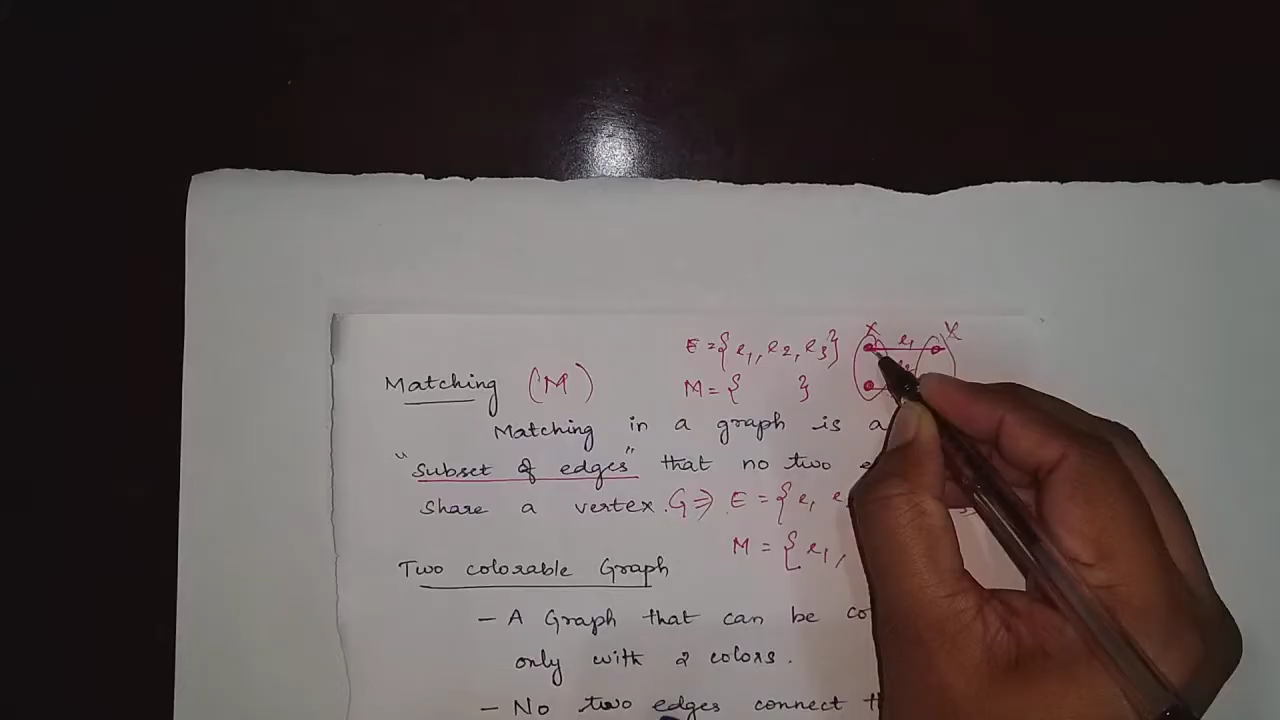 E = { e1, e2, e3 } X e1 Y
Matching (M) M = { }
Matching in a graph is a
"subset of edges" that no two
share a vertex. G ⇒ E = { e1
M = { e1,
Two colorable Graph
- A Graph that can be
only with 2 colors.
- No two edges connect